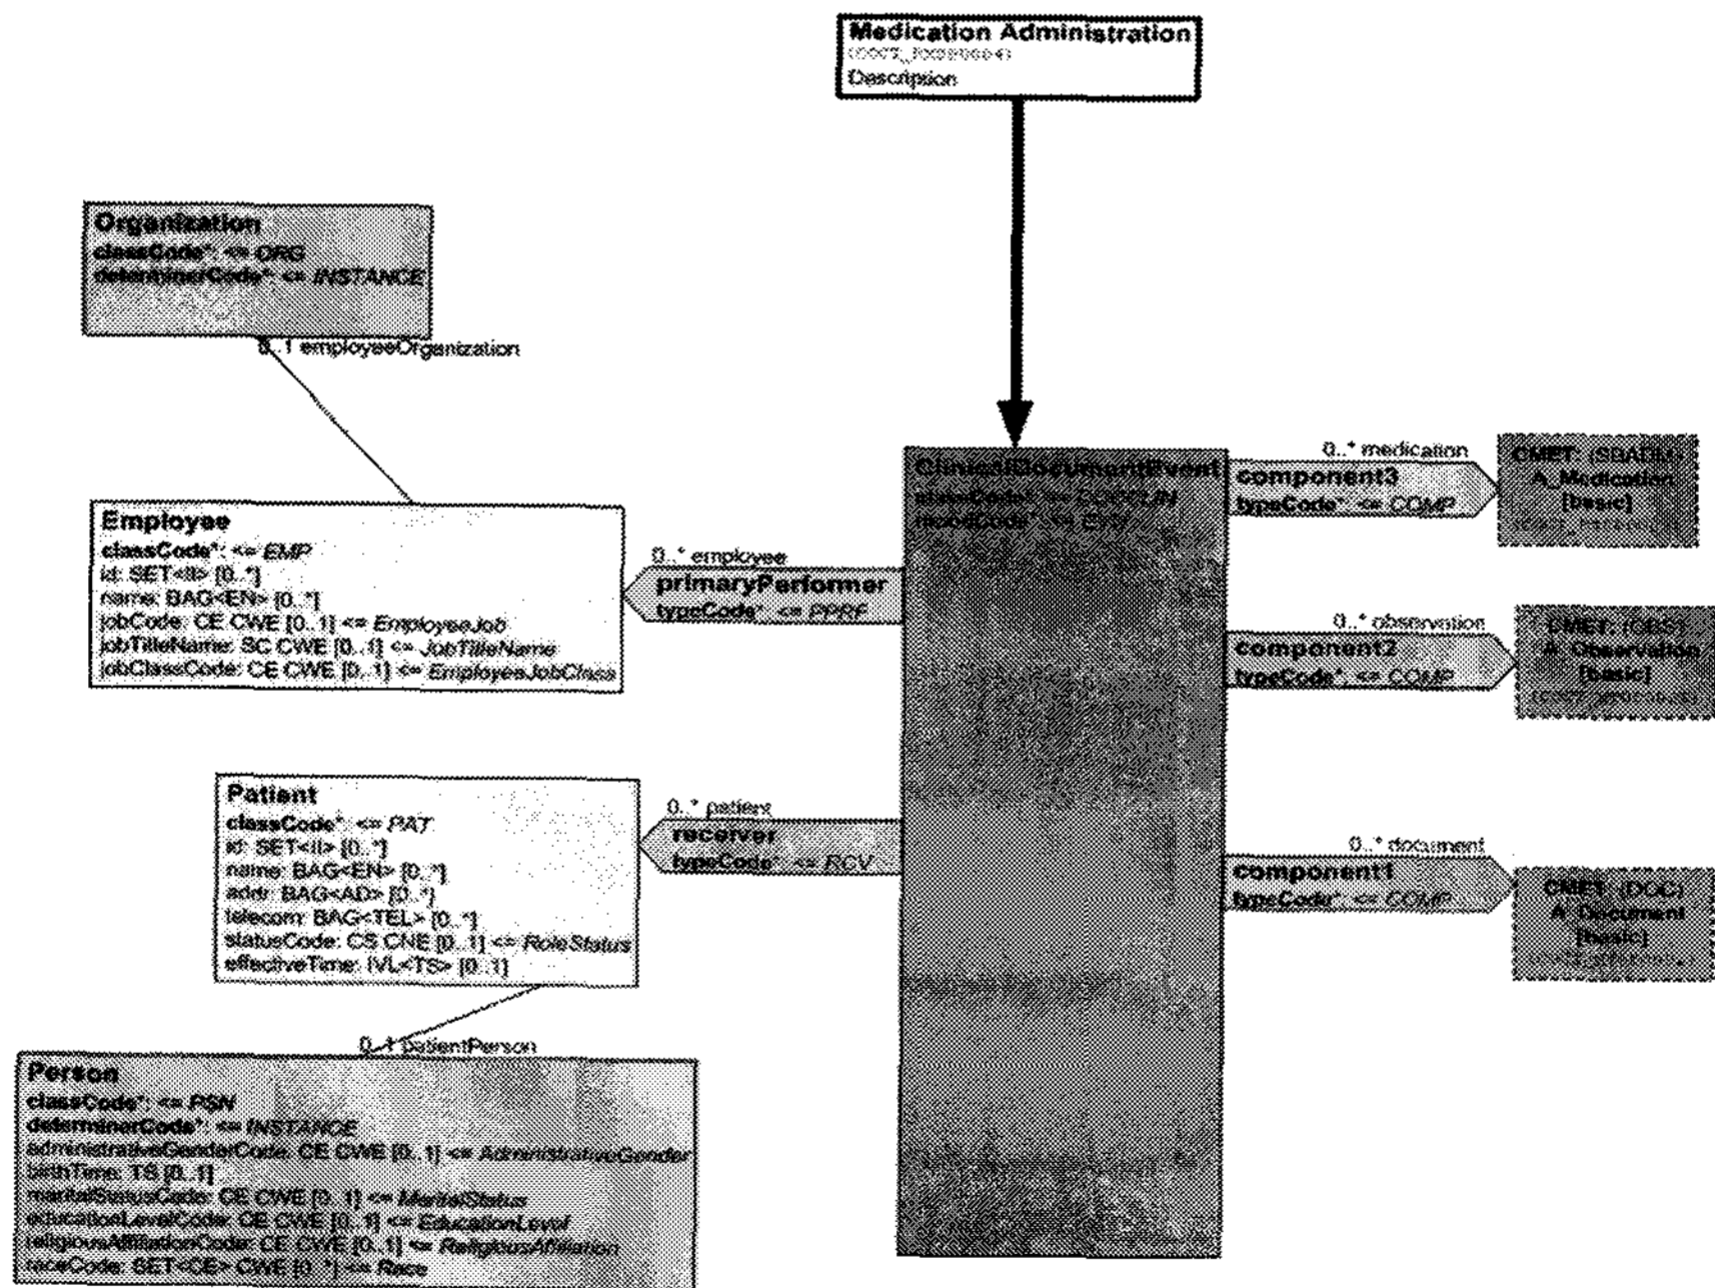 Medication Administration
Description
Organization
classCode*: <= ORG
determinerCode*: <= INSTANCE
0..1 employeeOrganization
Employee
classCode*: <= EMP
id: SET<II> [0..*]
name: BAG<EN> [0..*]
jobCode: CE CWE [0..1] <= EmployeeJob
jobTitleName: SC CWE [0..1] <= JobTitleName
jobClassCode: CE CWE [0..1] <= EmployeeJobClass
0..* employee
primaryPerformer
typeCode*: <= PPRF
ClinicalDocumentEvent
classCode*: <= DOCCLIN
moodCode*: <= EVN
0..* medication
component3
typeCode*: <= COMP
CMET: (SBADM)
A_Medication
[basic]
0..* observation
component2
typeCode*: <= COMP
CMET: (OBS)
A_Observation
[basic]
0..* document
component1
typeCode*: <= COMP
CMET: (DOC)
A_Document
[basic]
Patient
classCode*: <= PAT
id: SET<II> [0..*]
name: BAG<EN> [0..*]
addr: BAG<AD> [0..*]
telecom: BAG<TEL> [0..*]
statusCode: CS CNE [0..1] <= RoleStatus
effectiveTime: IVL<TS> [0..1]
0..* patient
receiver
typeCode*: <= RCV
0..1 patientPerson
Person
classCode*: <= PSN
determinerCode*: <= INSTANCE
administrativeGenderCode: CE CWE [0..1] <= AdministrativeGender
birthTime: TS [0..1]
maritalStatusCode: CE CWE [0..1] <= MaritalStatus
educationLevelCode: CE CWE [0..1] <= EducationLevel
religiousAffiliationCode: CE CWE [0..1] <= ReligiousAffiliation
raceCode: SET<CE> CWE [0..*] <= Race